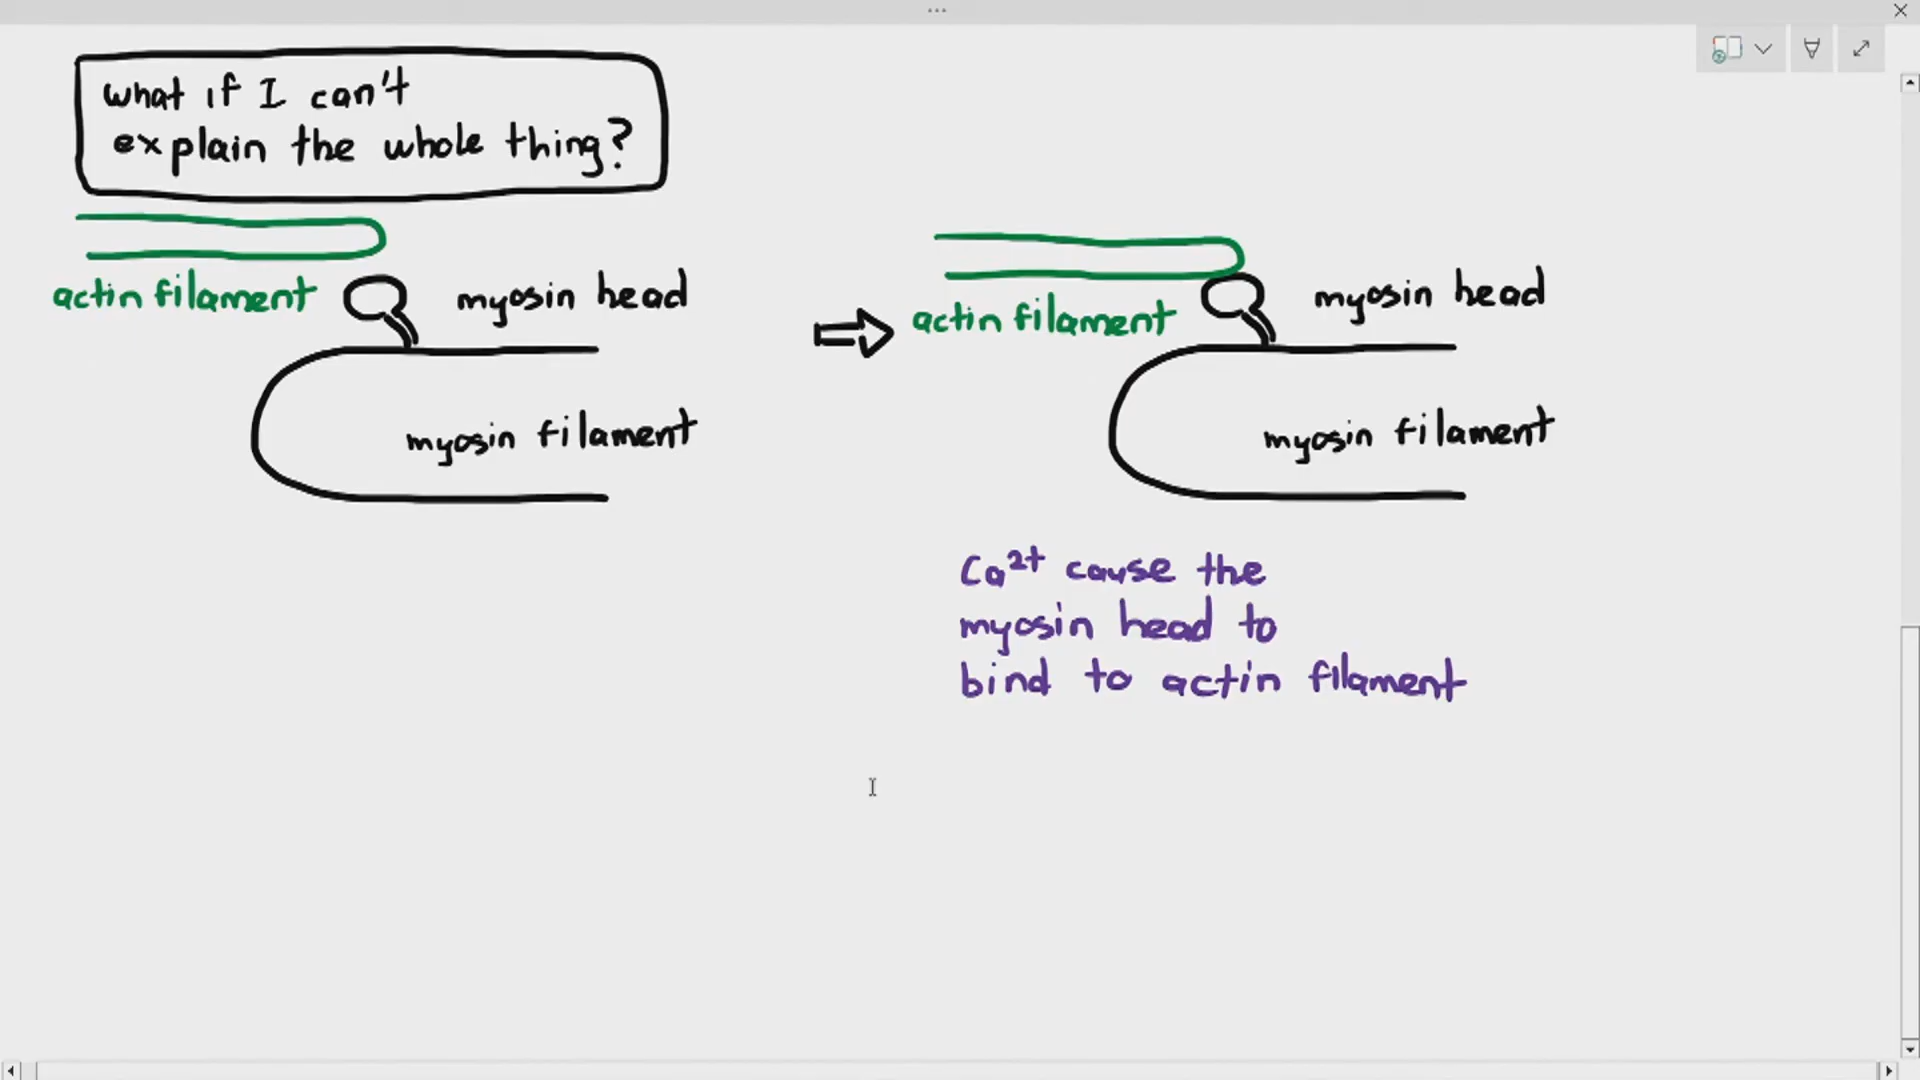 what if I can't
explain the whole thing?
actin filament
myosin head
myosin filament
actin filament
myosin head
myosin filament
Ca²⁺ cause the
myosin head to
bind to actin filament